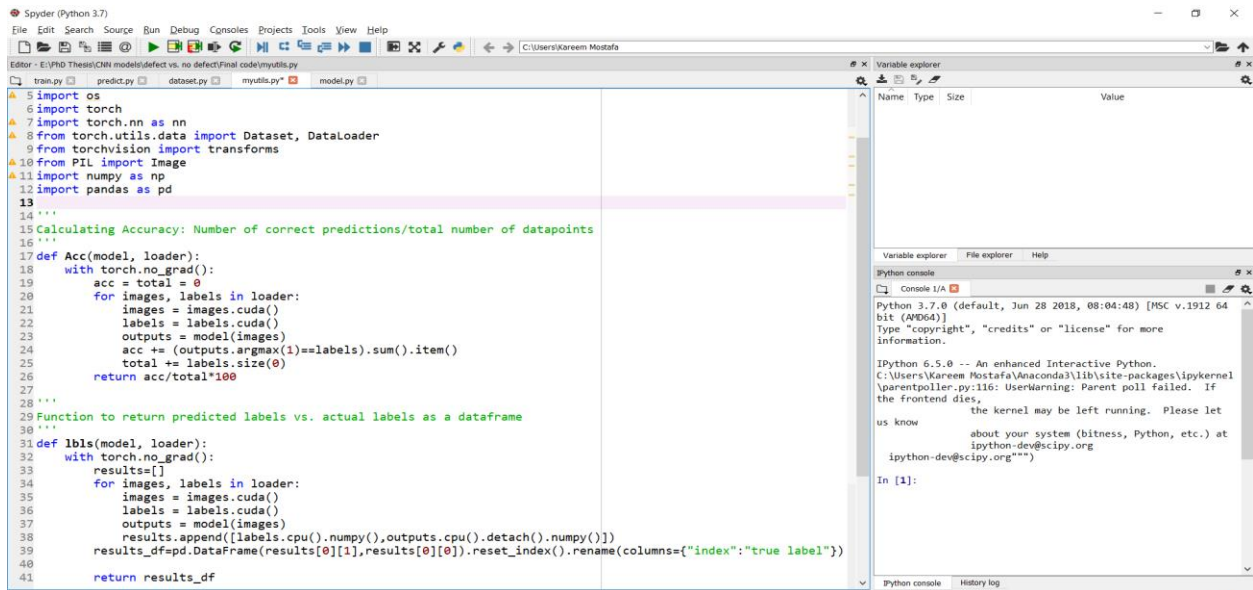 Spyder (Python 3.7)
File Edit Search Source Run Debug Consoles Projects Tools View Help
C:\Users\Kareem Mostafa
Editor - E:\PhD Thesis\CNN models\defect vs. no defect\Final code\myutils.py
train.py predict.py dataset.py myutils.py* model.py
5 import os
6 import torch
7 import torch.nn as nn
8 from torch.utils.data import Dataset, DataLoader
9 from torchvision import transforms
10 from PIL import Image
11 import numpy as np
12 import pandas as pd
13
14 '''
15 Calculating Accuracy: Number of correct predictions/total number of datapoints
16 '''
17 def Acc(model, loader):
18     with torch.no_grad():
19         acc = total = 0
20         for images, labels in loader:
21             images = images.cuda()
22             labels = labels.cuda()
23             outputs = model(images)
24             acc += (outputs.argmax(1)==labels).sum().item()
25             total += labels.size(0)
26         return acc/total*100
27
28 '''
29 Function to return predicted labels vs. actual labels as a dataframe
30 '''
31 def lbls(model, loader):
32     with torch.no_grad():
33         results=[]
34         for images, labels in loader:
35             images = images.cuda()
36             labels = labels.cuda()
37             outputs = model(images)
38             results.append([labels.cpu().numpy(),outputs.cpu().detach().numpy()])
39         results_df=pd.DataFrame(results[0][1],results[0][0]).reset_index().rename(columns={"index":"true label"})
40
41         return results_df
Variable explorer
Name Type Size Value
Variable explorer File explorer Help
IPython console
Console 1/A
Python 3.7.0 (default, Jun 28 2018, 08:04:48) [MSC v.1912 64
bit (AMD64)]
Type "copyright", "credits" or "license" for more
information.
IPython 6.5.0 -- An enhanced Interactive Python.
C:\Users\Kareem Mostafa\Anaconda3\lib\site-packages\ipykernel
\parentpoller.py:116: UserWarning: Parent poll failed.  If
the frontend dies,
the kernel may be left running.  Please let
us know
about your system (bitness, Python, etc.) at
ipython-dev@scipy.org
ipython-dev@scipy.org""")
In [1]:
IPython console History log